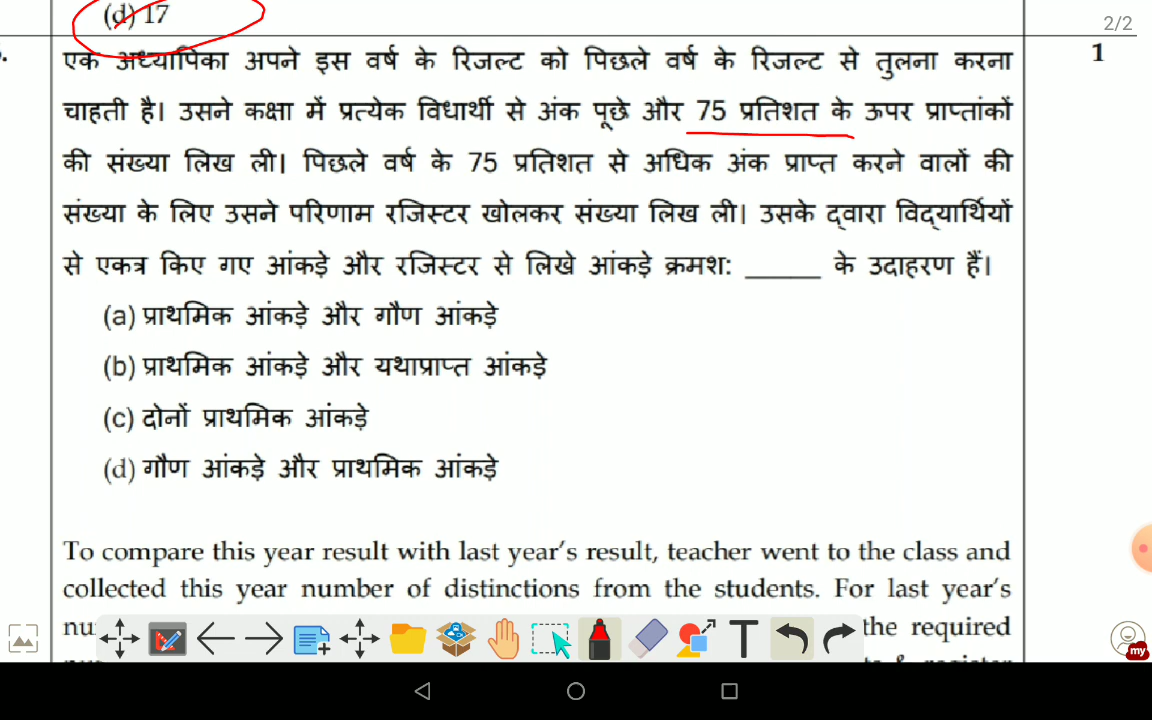 (d) 17
2/2
एक अध्यापिका अपने इस वर्ष के रिजल्ट को पिछले वर्ष के रिजल्ट से तुलना करना
1
चाहती है। उसने कक्षा में प्रत्येक विधार्थी से अंक पूछे और 75 प्रतिशत के ऊपर प्राप्तांकों
की संख्या लिख ली। पिछले वर्ष के 75 प्रतिशत से अधिक अंक प्राप्त करने वालों की
संख्या के लिए उसने परिणाम रजिस्टर खोलकर संख्या लिख ली। उसके द्वारा विद्यार्थियों
से एकत्र किए गए आंकड़े और रजिस्टर से लिखे आंकड़े क्रमश: ______ के उदाहरण हैं।
(a) प्राथमिक आंकड़े और गौण आंकड़े
(b) प्राथमिक आंकड़े और यथाप्राप्त आंकड़े
(c) दोनों प्राथमिक आंकड़े
(d) गौण आंकड़े और प्राथमिक आंकड़े
To compare this year result with last year's result, teacher went to the class and
collected this year number of distinctions from the students. For last year's
the required
T
my